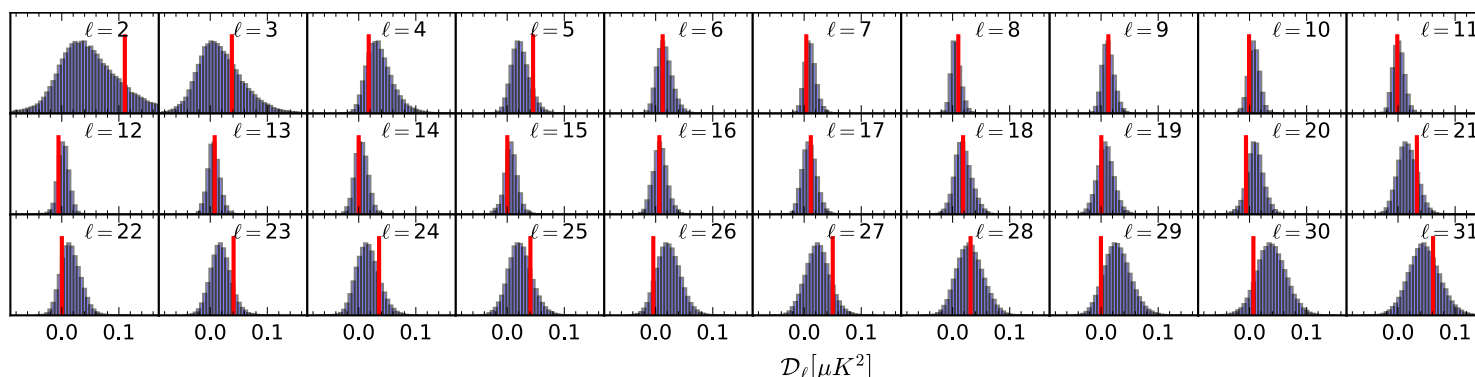 ℓ=2 ℓ=3 ℓ=4 ℓ=5 ℓ=6 ℓ=7 ℓ=8 ℓ=9 ℓ=10 ℓ=11
ℓ=12 ℓ=13 ℓ=14 ℓ=15 ℓ=16 ℓ=17 ℓ=18 ℓ=19 ℓ=20 ℓ=21
ℓ=22 ℓ=23 ℓ=24 ℓ=25 ℓ=26 ℓ=27 ℓ=28 ℓ=29 ℓ=30 ℓ=31
0.0 0.1 0.0 0.1 0.0 0.1 0.0 0.1 0.0 0.1 0.0 0.1 0.0 0.1 0.0 0.1 0.0 0.1 0.0 0.1
𝒟ℓ[μK²]